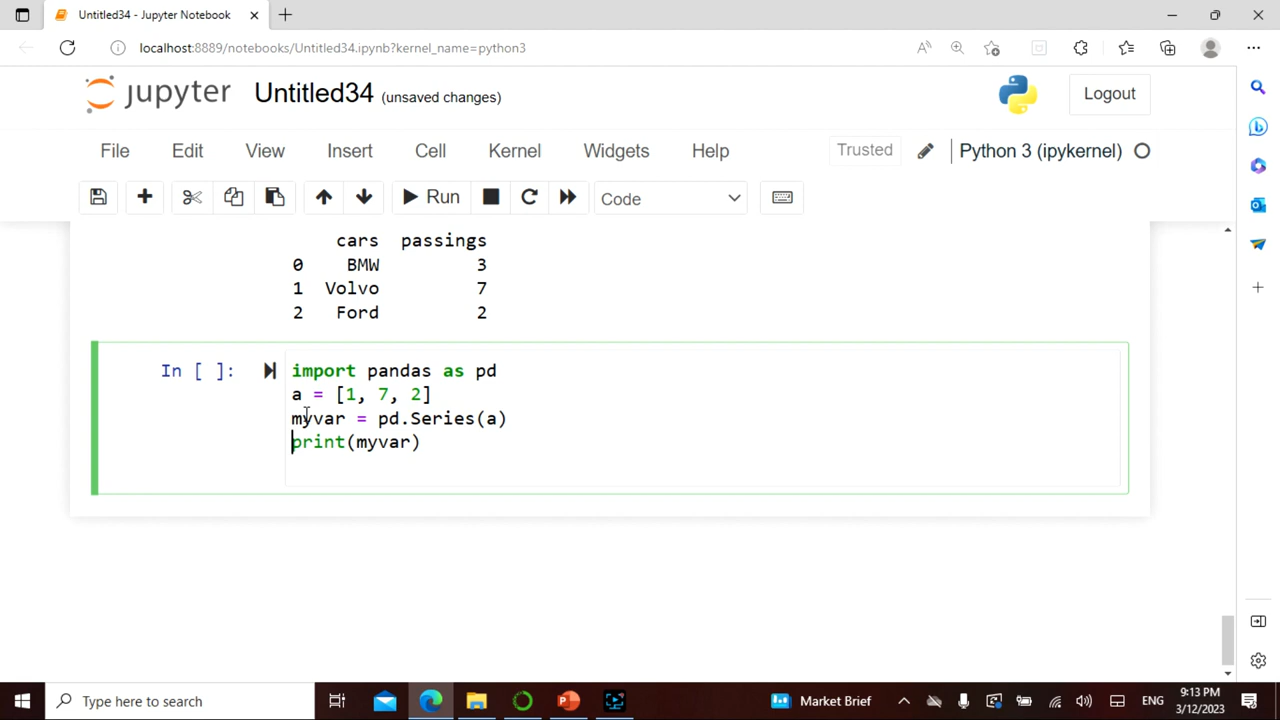 Untitled34 - Jupyter Notebook
localhost:8889/notebooks/Untitled34.ipynb?kernel_name=python3
jupyter Untitled34 (unsaved changes)
Logout
File Edit View Insert Cell Kernel Widgets Help Trusted Python 3 (ipykernel)
Run Code
cars passings
0 BMW 3
1 Volvo 7
2 Ford 2
In [ ]: import pandas as pd
a = [1, 7, 2]
myvar = pd.Series(a)
print(myvar)
Type here to search
Market Brief
ENG
9:13 PM
3/12/2023